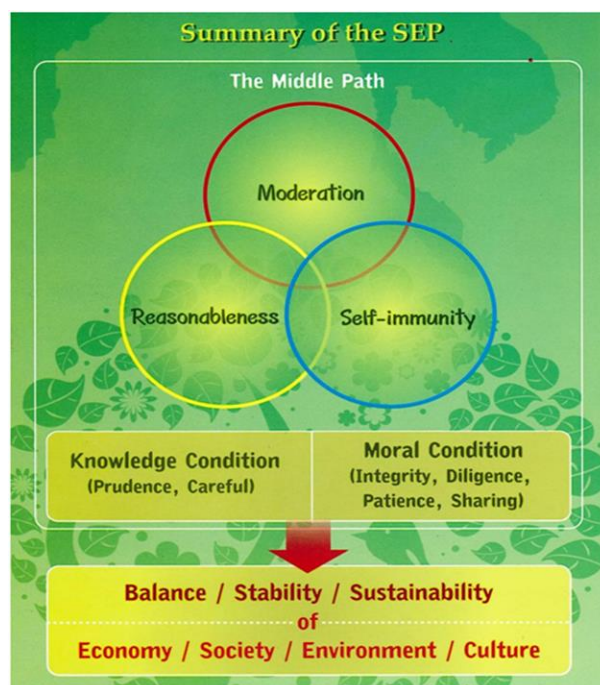 Summary of the SEP
The Middle Path
Moderation
Reasonableness
Self-immunity
Knowledge Condition
(Prudence, Careful)
Moral Condition
(Integrity, Diligence,
Patience, Sharing)
Balance / Stability / Sustainability
of
Economy / Society / Environment / Culture